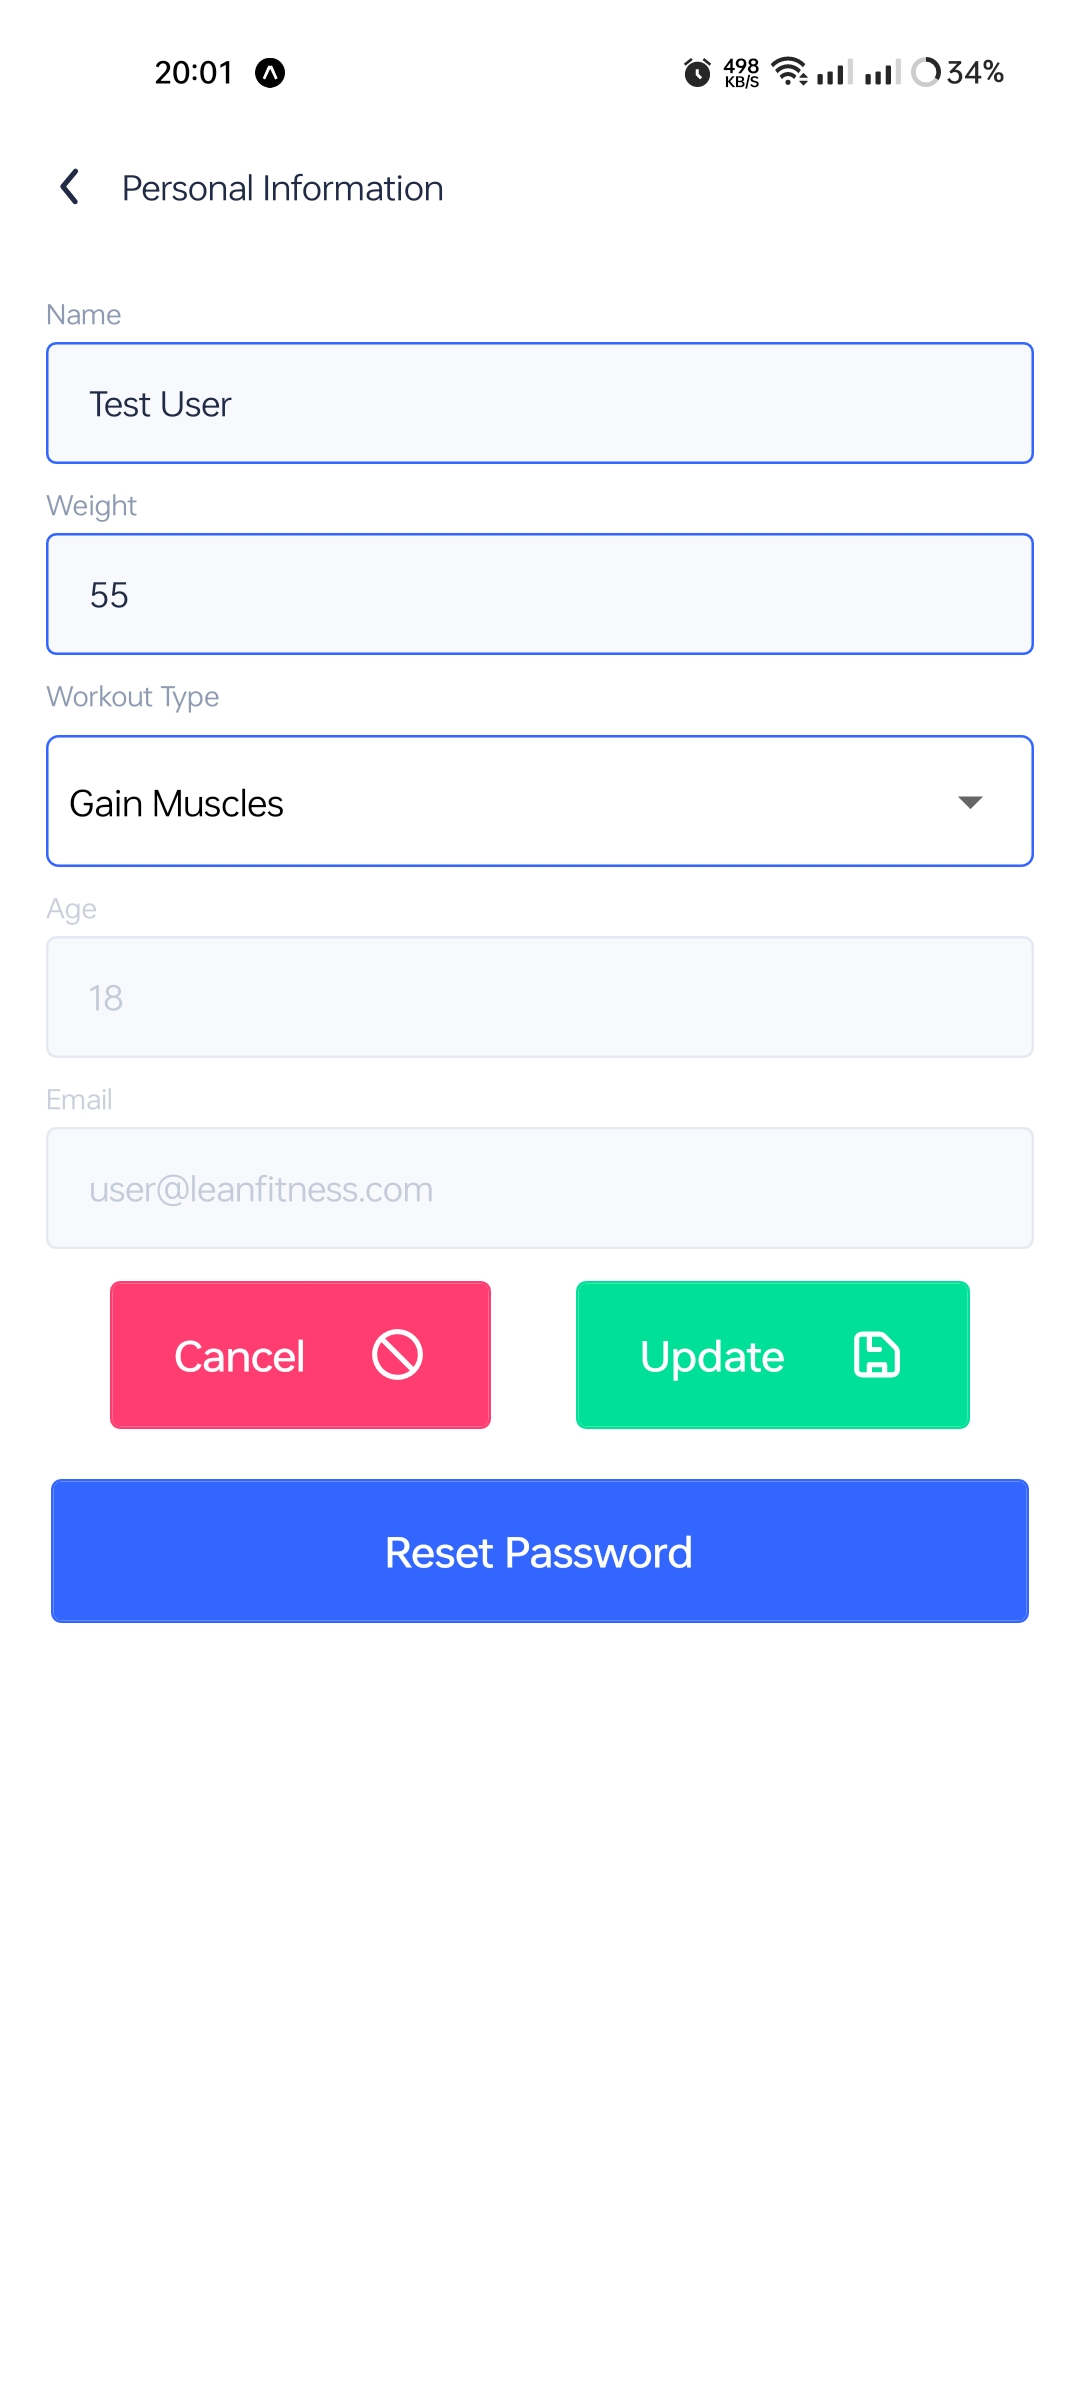 20:01
498
KB/S
34%
Personal Information
Name
Test User
Weight
55
Workout Type
Gain Muscles
Age
18
Email
user@leanfitness.com
Cancel
Update
Reset Password